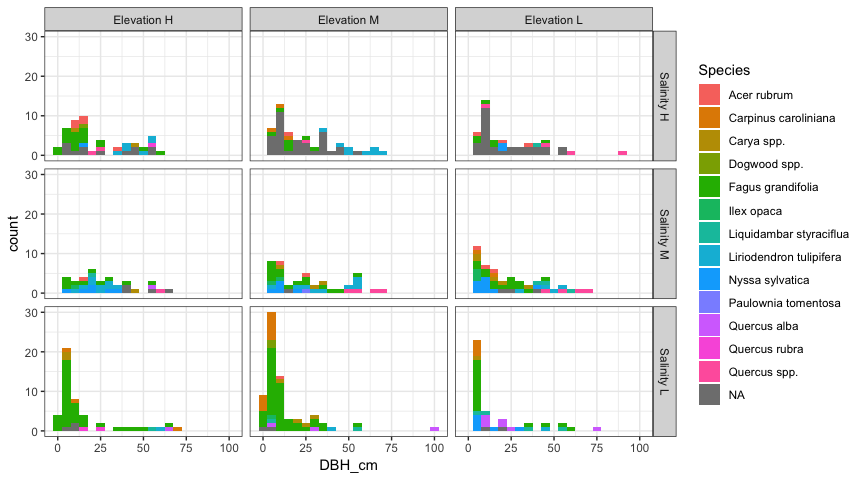 Elevation H Elevation M Elevation L
30
20
10
0
Salinity H
30
20
10
0
Salinity M
30
20
10
0
Salinity L
0 25 50 75 100 0 25 50 75 100 0 25 50 75 100
DBH_cm
count
Species
Acer rubrum
Carpinus caroliniana
Carya spp.
Dogwood spp.
Fagus grandifolia
Ilex opaca
Liquidambar styraciflua
Liriodendron tulipifera
Nyssa sylvatica
Paulownia tomentosa
Quercus alba
Quercus rubra
Quercus spp.
NA